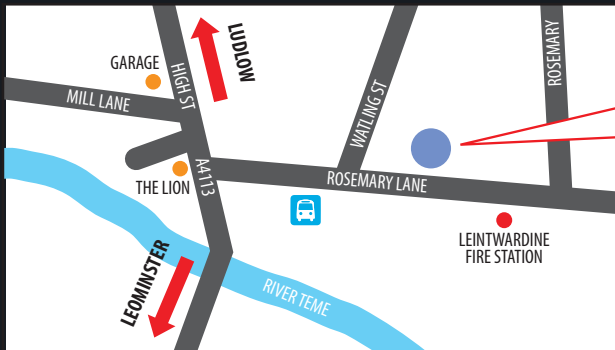 LUDLOW
GARAGE
HIGH ST
MILL LANE
WATLING ST
ROSEMARY
THE LION
A4113
ROSEMARY LANE
LEINTWARDINE
FIRE STATION
LEOMINSTER
RIVER TEME